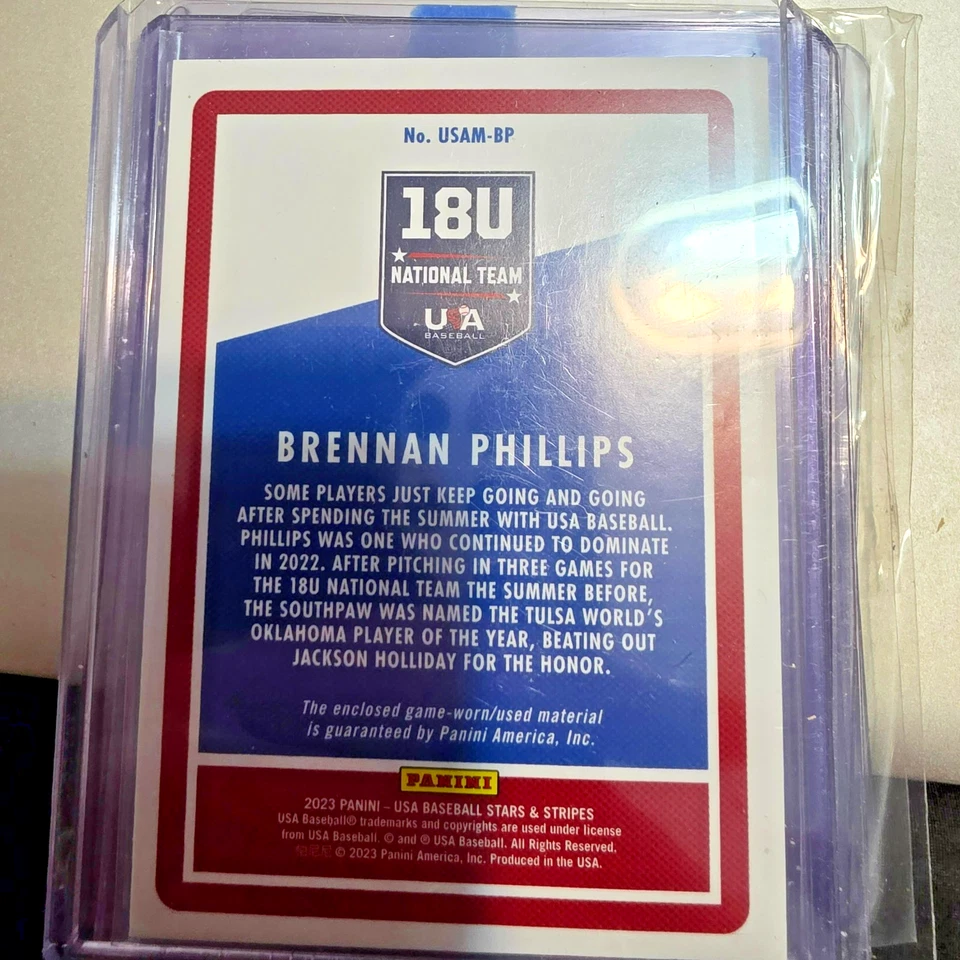 No. USAM-BP
18U
NATIONAL TEAM
USA
BASEBALL
BRENNAN PHILLIPS
SOME PLAYERS JUST KEEP GOING AND GOING
AFTER SPENDING THE SUMMER WITH USA BASEBALL.
PHILLIPS WAS ONE WHO CONTINUED TO DOMINATE
IN 2022. AFTER PITCHING IN THREE GAMES FOR
THE 18U NATIONAL TEAM THE SUMMER BEFORE,
THE SOUTHPAW WAS NAMED THE TULSA WORLD'S
OKLAHOMA PLAYER OF THE YEAR, BEATING OUT
JACKSON HOLLIDAY FOR THE HONOR.
The enclosed game-worn/used material
is guaranteed by Panini America, Inc.
PANINI
2023 PANINI – USA BASEBALL STARS & STRIPES
USA Baseball® trademarks and copyrights are used under license
from USA Baseball. © and ® USA Baseball. All Rights Reserved.
© 2023 Panini America, Inc. Produced in the USA.